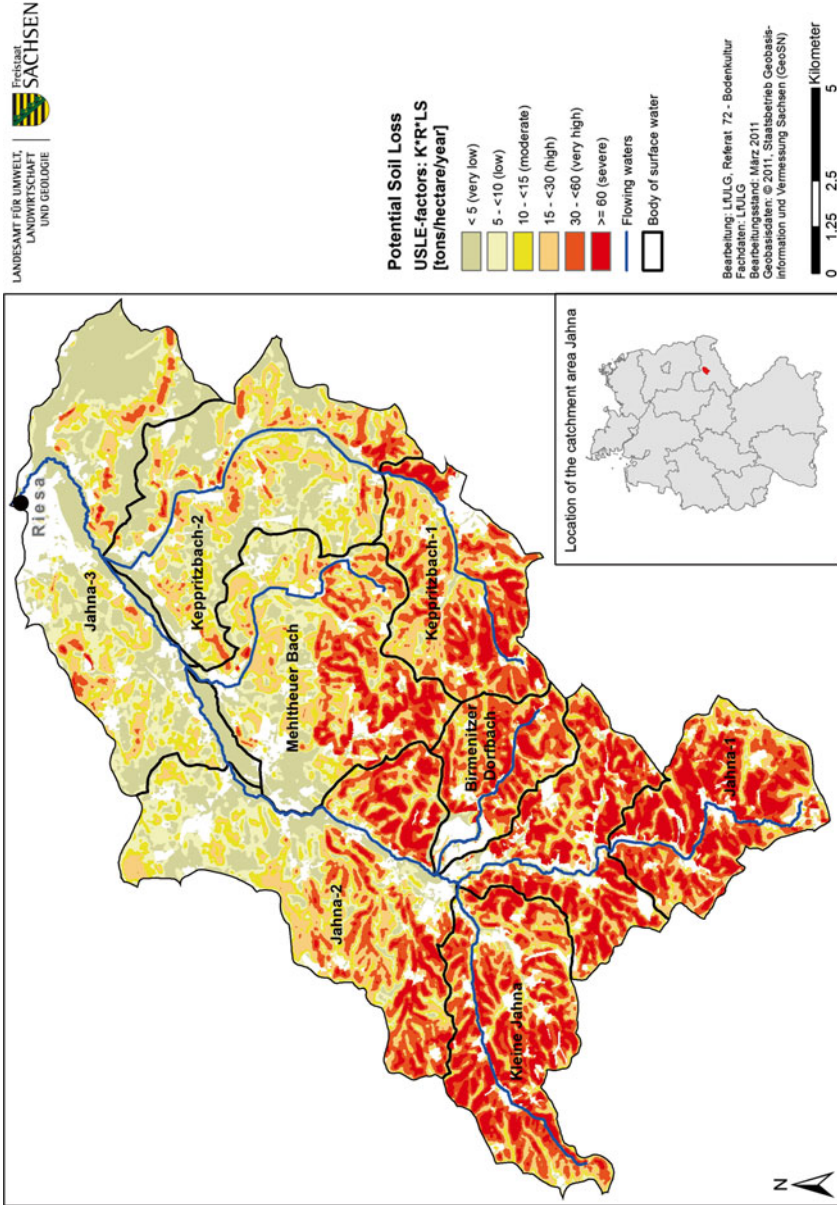 LANDESAMT FÜR UMWELT,
LANDWIRTSCHAFT
UND GEOLOGIE
Freistaat
SACHSEN
Potential Soil Loss
USLE-factors: K*R*LS
[tons/hectare/year]
< 5 (very low)
5 - <10 (low)
10 - <15 (moderate)
15 - <30 (high)
30 - <60 (very high)
>= 60 (severe)
Flowing waters
Body of surface water
Bearbeitung: LfULG, Referat 72 - Bodenkultur
Fachdaten: LfULG
Bearbeitungsstand: März 2011
Geobasisdaten: © 2011, Staatsbetrieb Geobasis-
information und Vermessung Sachsen (GeoSN)
0 1.25 2.5 5
Kilometer
Riesa
Jahna-3
Keppritzbach-2
Mehltheuer Bach
Keppritzbach-1
Jahna-2
Birmenitzer
Dorfbach
Kleine Jahna
Jahna-1
Location of the catchment area Jahna
N